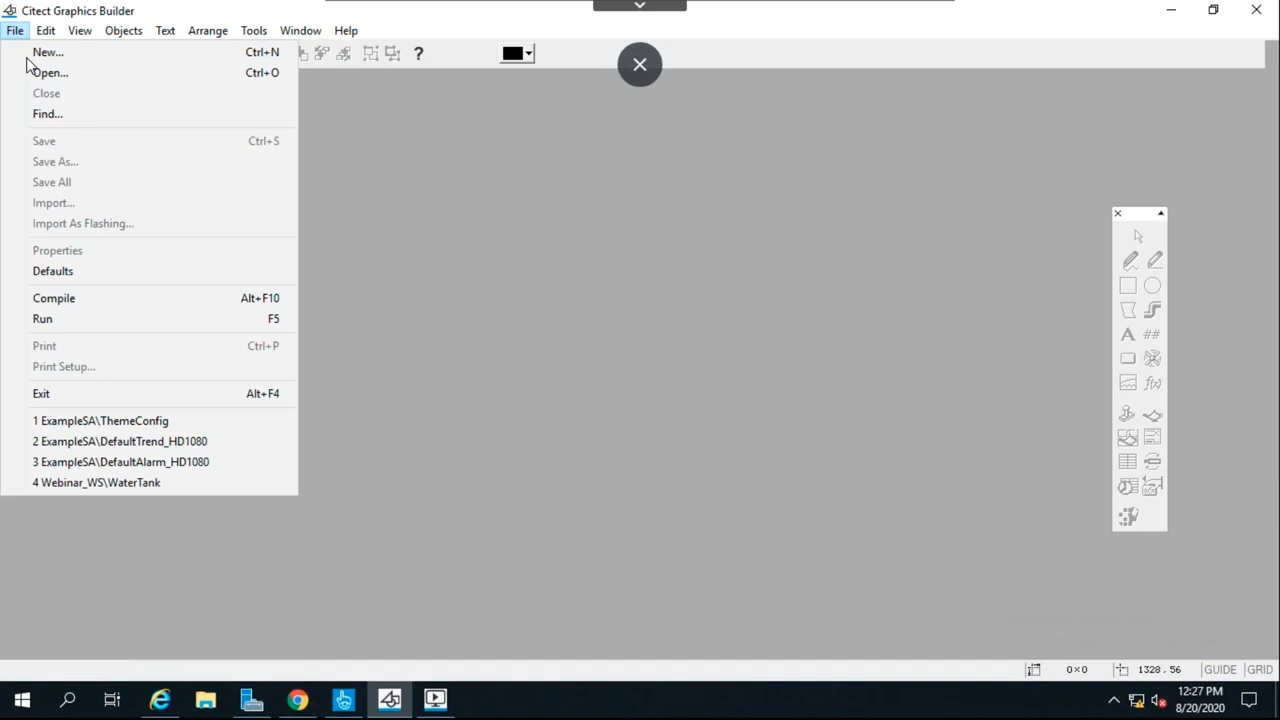 Citect Graphics Builder
File Edit View Objects Text Arrange Tools Window Help
New... Ctrl+N
Open... Ctrl+O
Close
Find...
Save Ctrl+S
Save As...
Save All
Import...
Import As Flashing...
Properties
Defaults
Compile Alt+F10
Run F5
Print Ctrl+P
Print Setup...
Exit Alt+F4
1 ExampleSA\ThemeConfig
2 ExampleSA\DefaultTrend_HD1080
3 ExampleSA\DefaultAlarm_HD1080
4 Webinar_WS\WaterTank
?
A ##
f(x)
0×0 1328, 56 GUIDE GRID
12:27 PM
8/20/2020